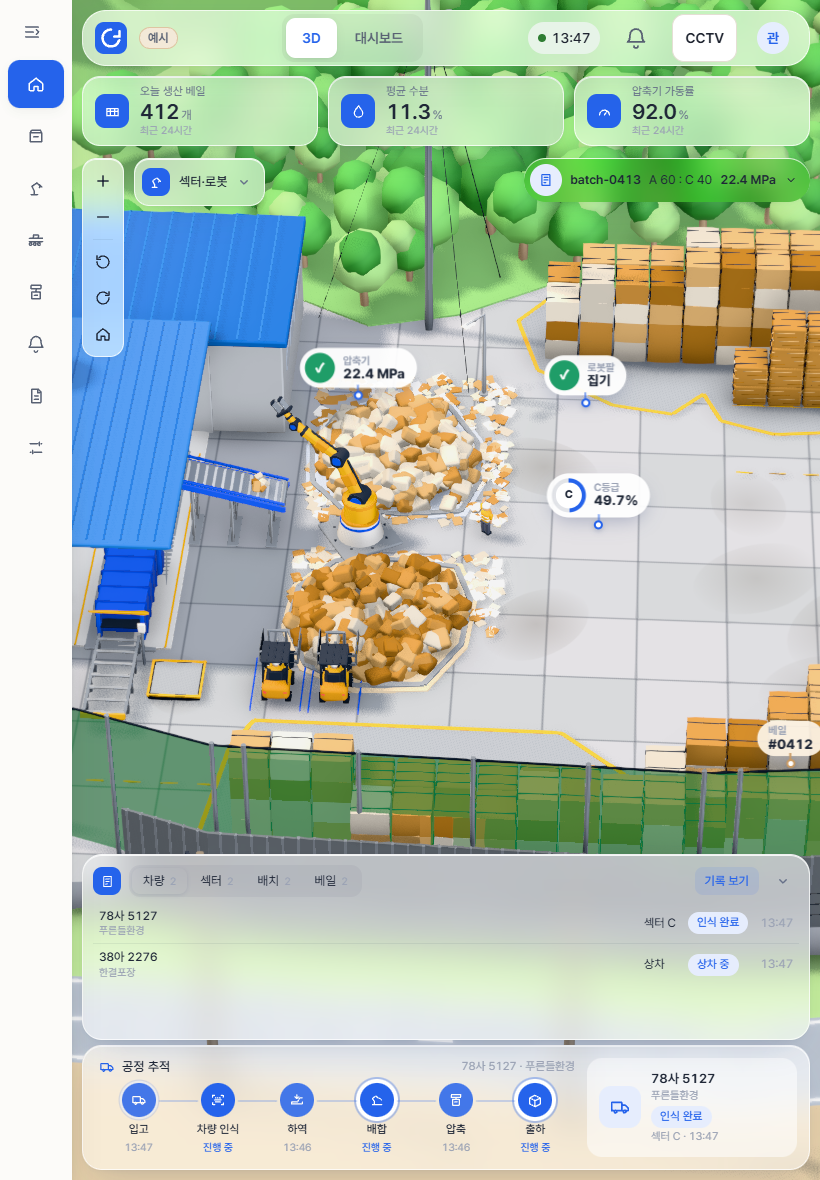 예시
3D
대시보드
13:47
CCTV
관
오늘 생산 베일
412개
최근 24시간
평균 수분
11.3%
최근 24시간
압축기 가동률
92.0%
최근 24시간
섹터·로봇
batch-0413 A 60 : C 40 22.4 MPa
압축기
22.4 MPa
로봇팔
집기
C
C등급
49.7%
베일
#0412
차량 2
섹터 2
배치 2
베일 2
기록 보기
78사 5127
푸른들환경
섹터 C
인식 완료
13:47
38아 2276
한결포장
상차
상차 중
13:47
공정 추적
78사 5127 · 푸른들환경
입고
13:47
차량 인식
진행 중
하역
13:46
배합
진행 중
압축
13:46
출하
진행 중
78사 5127
푸른들환경
인식 완료
섹터 C · 13:47